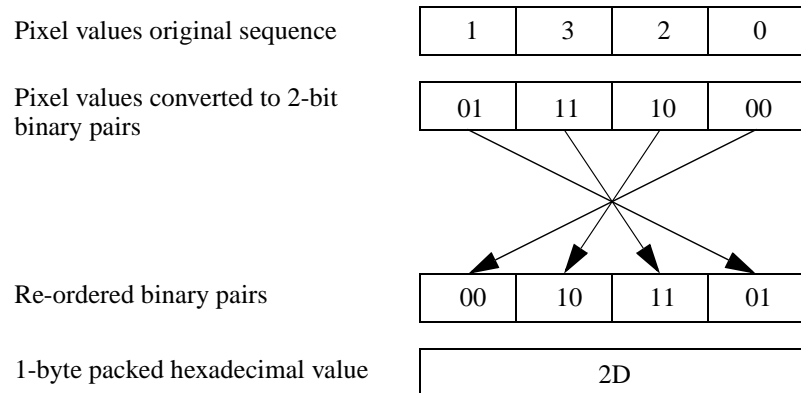 Pixel values original sequence 1 3 2 0
Pixel values converted to 2-bit
binary pairs 01 11 10 00
Re-ordered binary pairs 00 10 11 01
1-byte packed hexadecimal value 2D